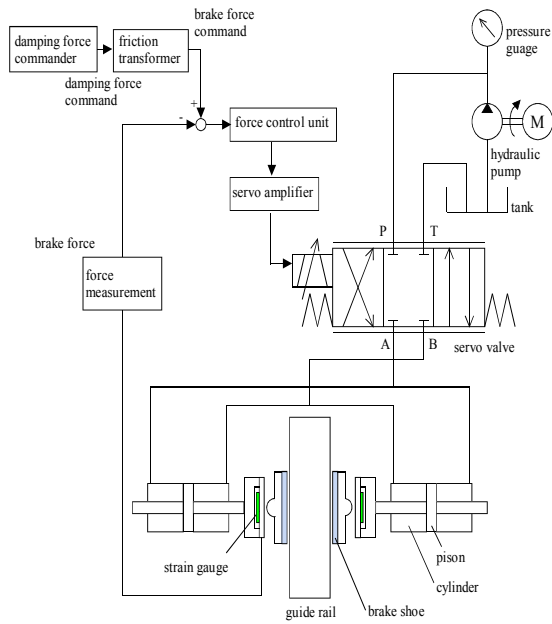 brake force
command
damping force
commander
friction
transformer
damping force
command
+
-
force control unit
servo amplifier
pressure
guage
M
hydraulic
pump
tank
P
T
A
B
servo valve
brake force
force
measurement
strain gauge
guide rail
brake shoe
pison
cylinder